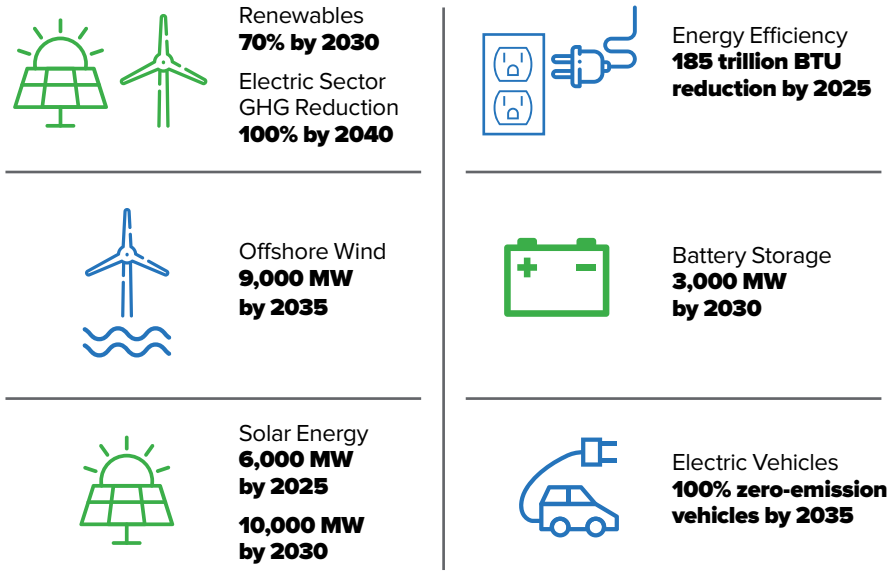 Renewables
70% by 2030
Electric Sector
GHG Reduction
100% by 2040
Energy Efficiency
185 trillion BTU
reduction by 2025
Offshore Wind
9,000 MW
by 2035
Battery Storage
3,000 MW
by 2030
Solar Energy
6,000 MW
by 2025
10,000 MW
by 2030
Electric Vehicles
100% zero-emission
vehicles by 2035